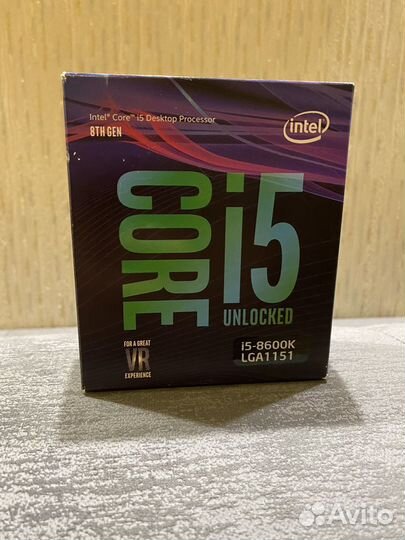 Intel® Core™ i5 Desktop Processor
8TH GEN
intel®
CORE
i5
UNLOCKED
FOR A GREAT
VR
EXPERIENCE
i5-8600K
LGA1151
Avito